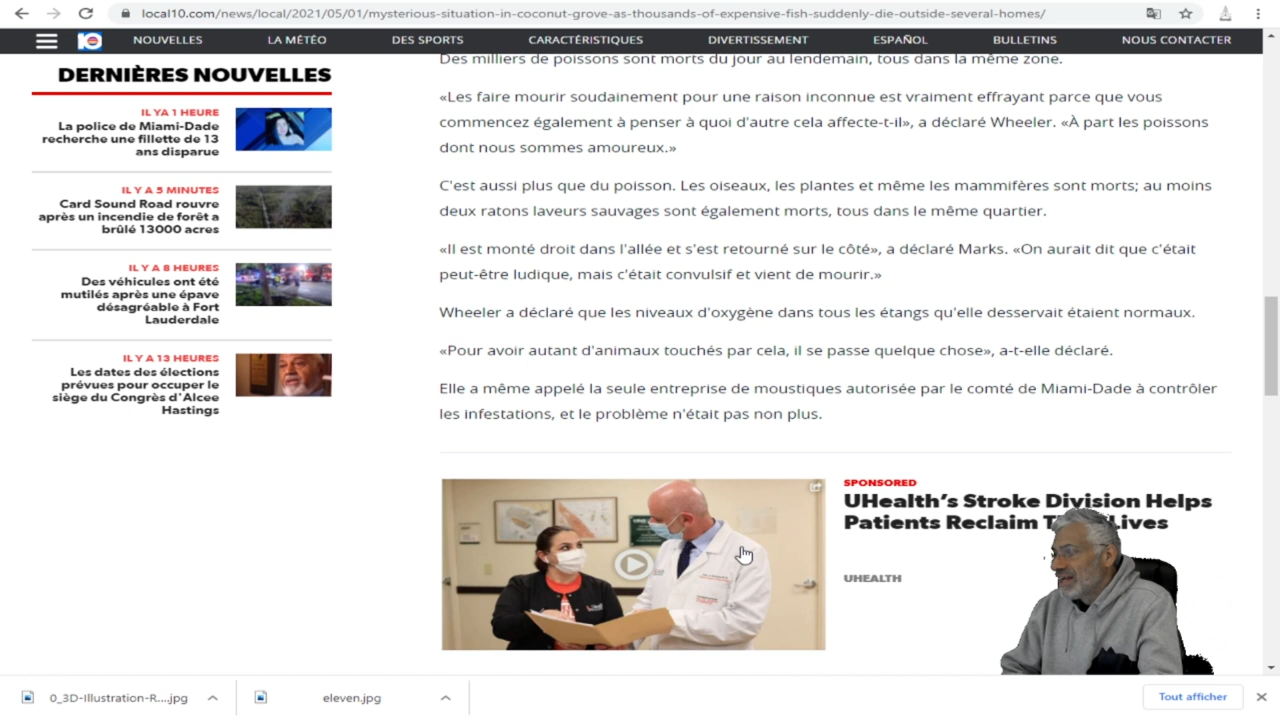 local10.com/news/local/2021/05/01/mysterious-situation-in-coconut-grove-as-thousands-of-expensive-fish-suddenly-die-outside-several-homes/
10
NOUVELLES
LA MÉTÉO
DES SPORTS
CARACTÉRISTIQUES
DIVERTISSEMENT
ESPAÑOL
BULLETINS
NOUS CONTACTER
DERNIÈRES NOUVELLES
IL YA 1 HEURE
La police de Miami-Dade
recherche une fillette de 13
ans disparue
IL Y A 5 MINUTES
Card Sound Road rouvre
après un incendie de forêt a
brûlé 13000 acres
IL Y A 8 HEURES
Des véhicules ont été
mutilés après une épave
désagréable à Fort
Lauderdale
IL Y A 13 HEURES
Les dates des élections
prévues pour occuper le
siège du Congrès d'Alcee
Hastings
Des milliers de poissons sont morts du jour au lendemain, tous dans la même zone.
«Les faire mourir soudainement pour une raison inconnue est vraiment effrayant parce que vous
commencez également à penser à quoi d'autre cela affecte-t-il», a déclaré Wheeler. «À part les poissons
dont nous sommes amoureux.»
C'est aussi plus que du poisson. Les oiseaux, les plantes et même les mammifères sont morts; au moins
deux ratons laveurs sauvages sont également morts, tous dans le même quartier.
«Il est monté droit dans l'allée et s'est retourné sur le côté», a déclaré Marks. «On aurait dit que c'était
peut-être ludique, mais c'était convulsif et vient de mourir.»
Wheeler a déclaré que les niveaux d'oxygène dans tous les étangs qu'elle desservait étaient normaux.
«Pour avoir autant d'animaux touchés par cela, il se passe quelque chose», a-t-elle déclaré.
Elle a même appelé la seule entreprise de moustiques autorisée par le comté de Miami-Dade à contrôler
les infestations, et le problème n'était pas non plus.
SPONSORED
UHealth's Stroke Division Helps
Patients Reclaim Lives
UHEALTH
0_3D-Illustration-R....jpg
eleven.jpg
Tout afficher